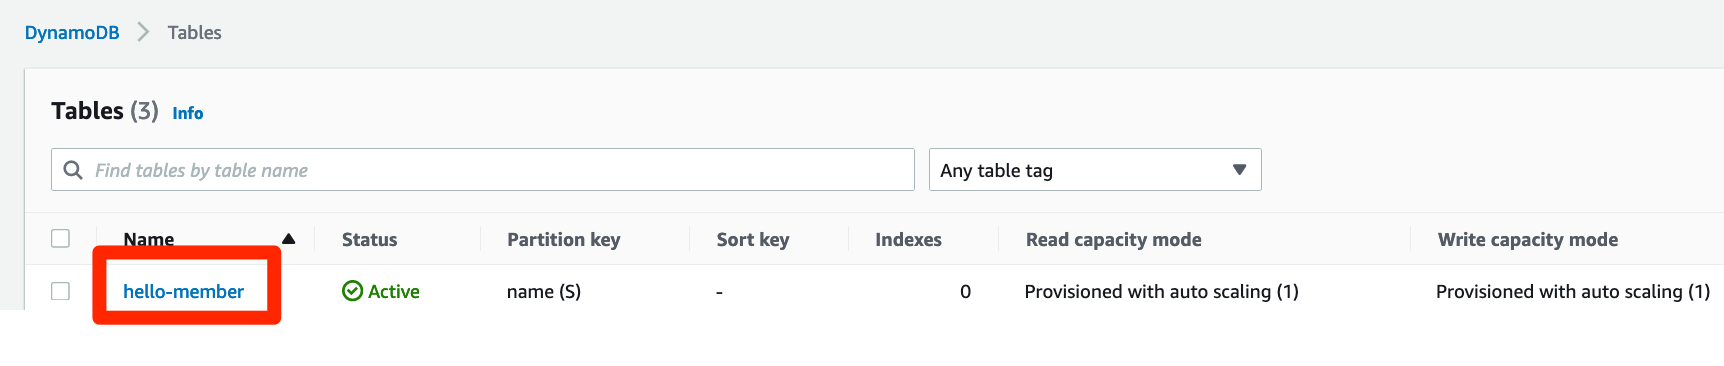 DynamoDB > Tables
Tables (3) Info
Find tables by table name
Any table tag
Name Status Partition key Sort key Indexes Read capacity mode Write capacity mode
hello-member Active name (S) - 0 Provisioned with auto scaling (1) Provisioned with auto scaling (1)